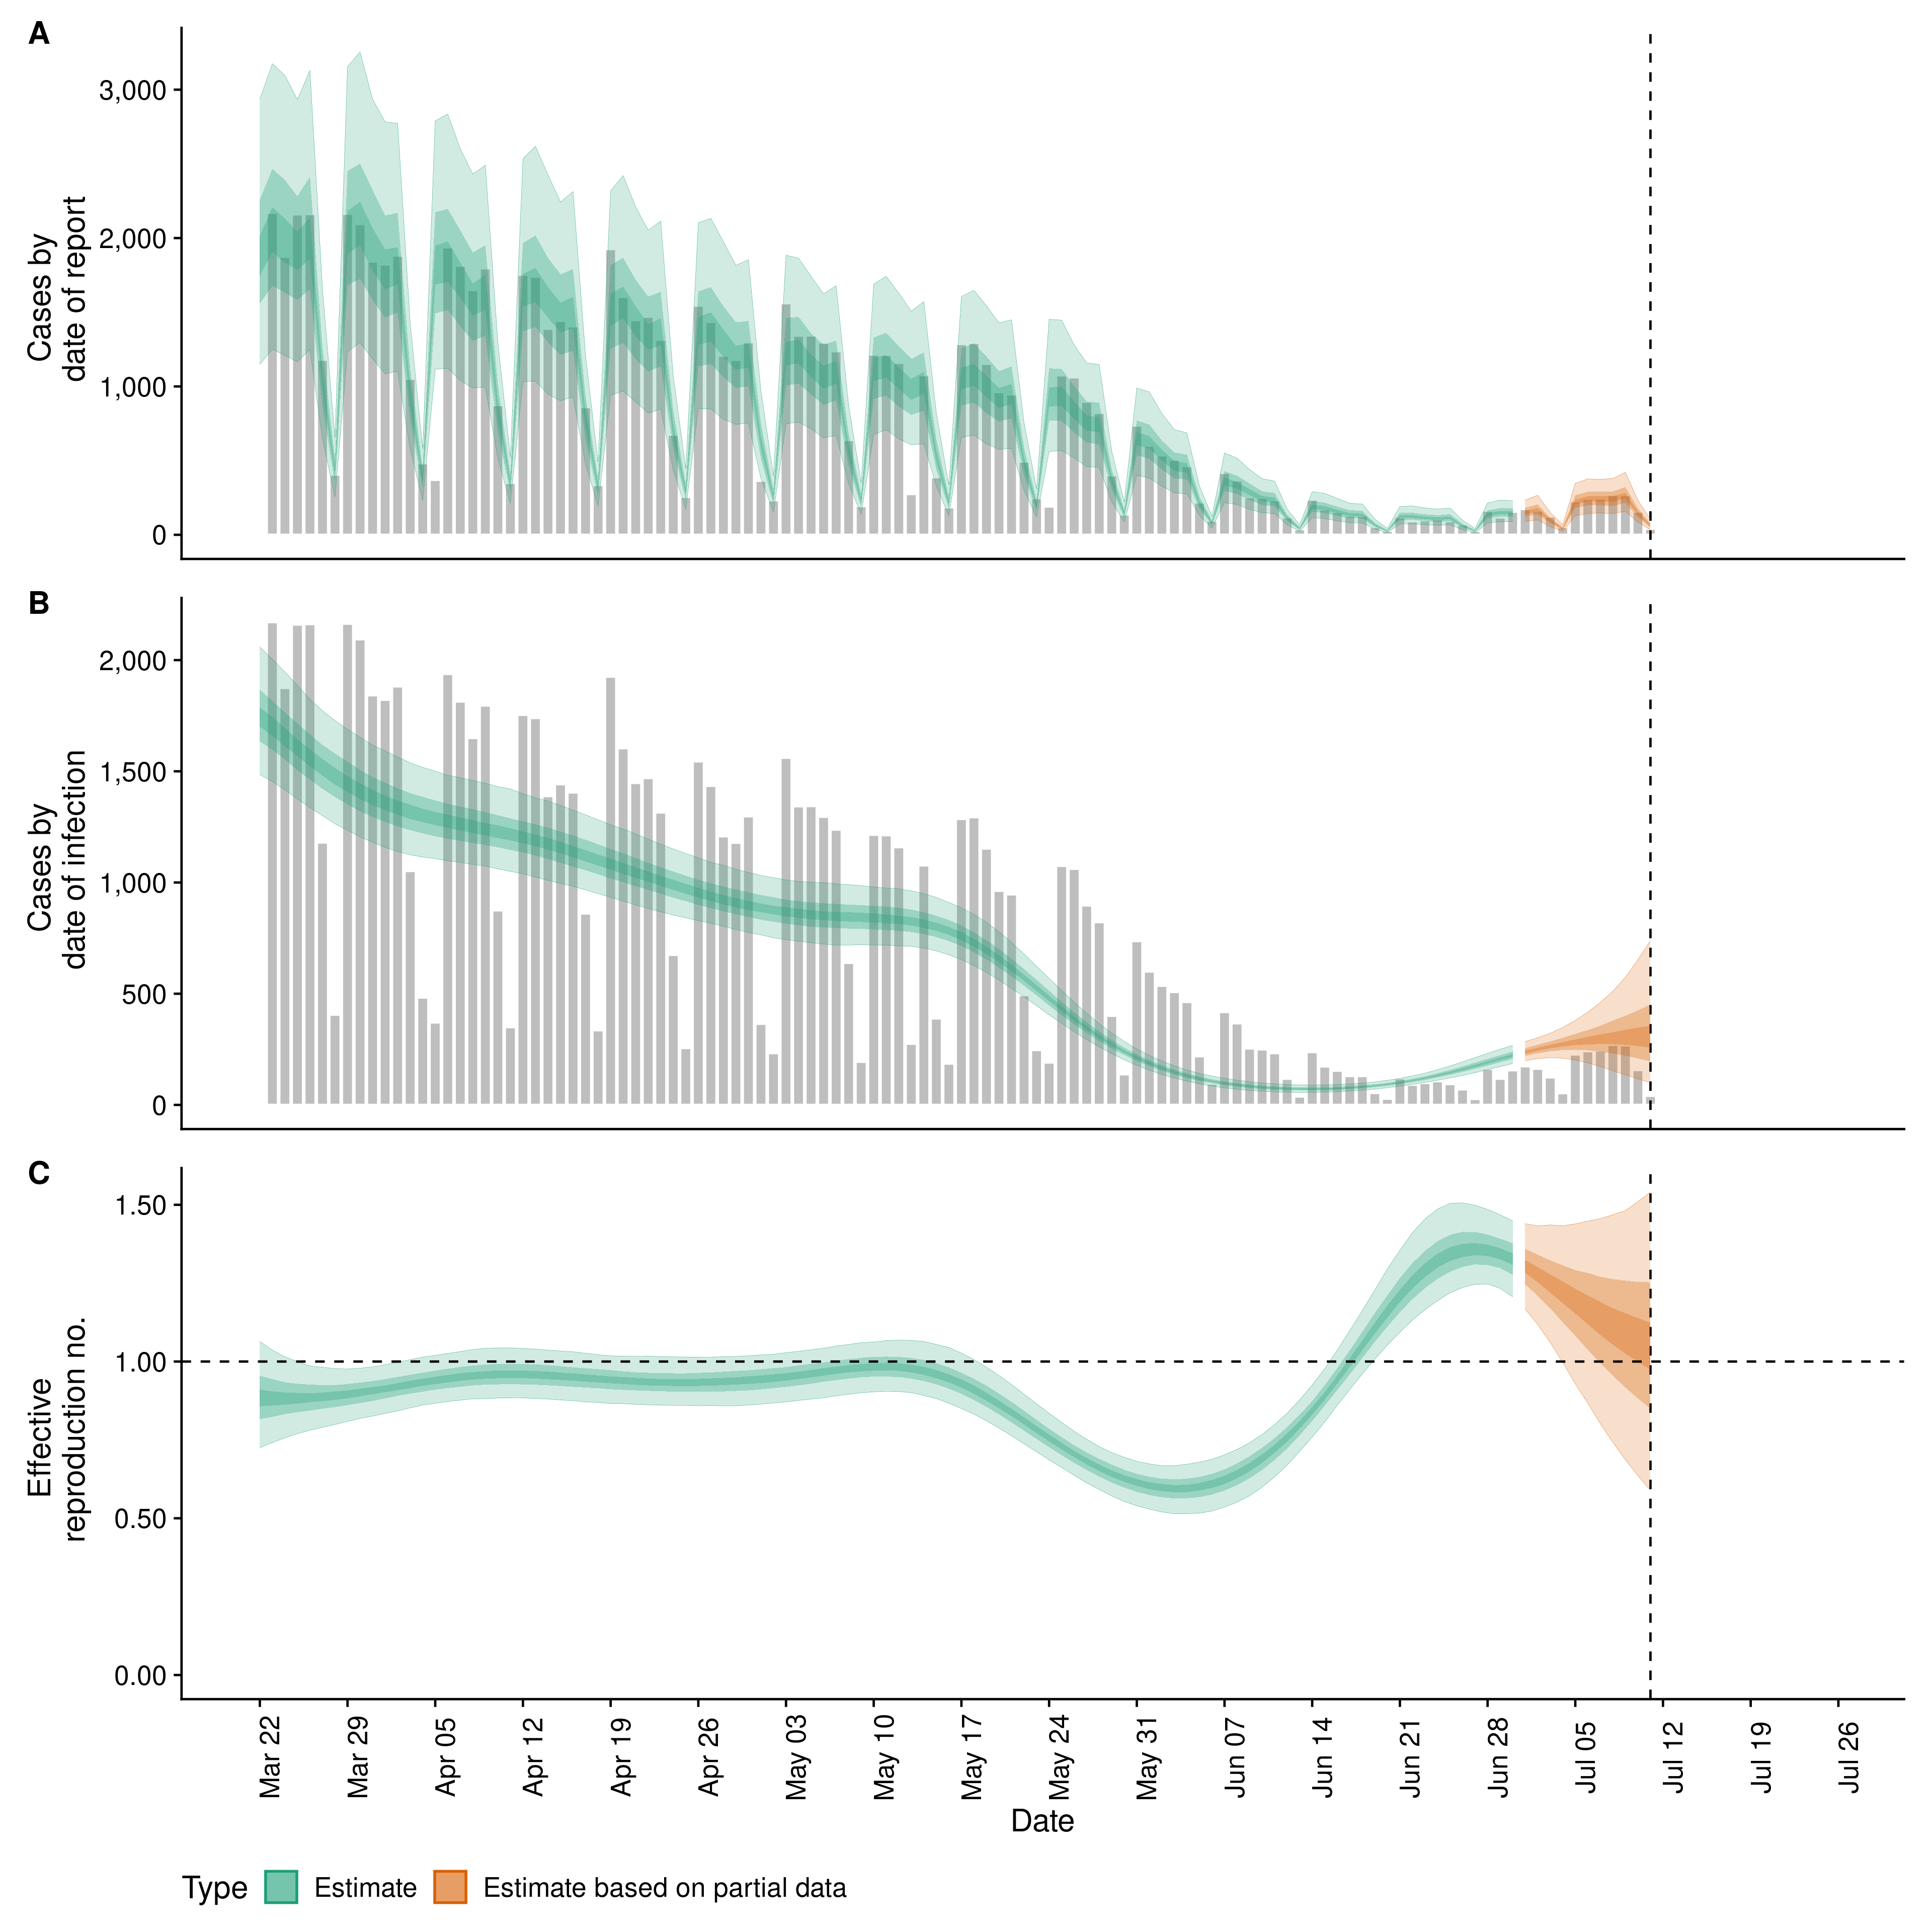 A
Cases by
date of report
3,000
2,000
1,000
0
B
Cases by
date of infection
2,000
1,500
1,000
500
0
C
Effective
reproduction no.
1.50
1.00
0.50
0.00
Mar 22
Mar 29
Apr 05
Apr 12
Apr 19
Apr 26
May 03
May 10
May 17
May 24
May 31
Jun 07
Jun 14
Jun 21
Jun 28
Jul 05
Jul 12
Jul 19
Jul 26
Date
Type Estimate Estimate based on partial data